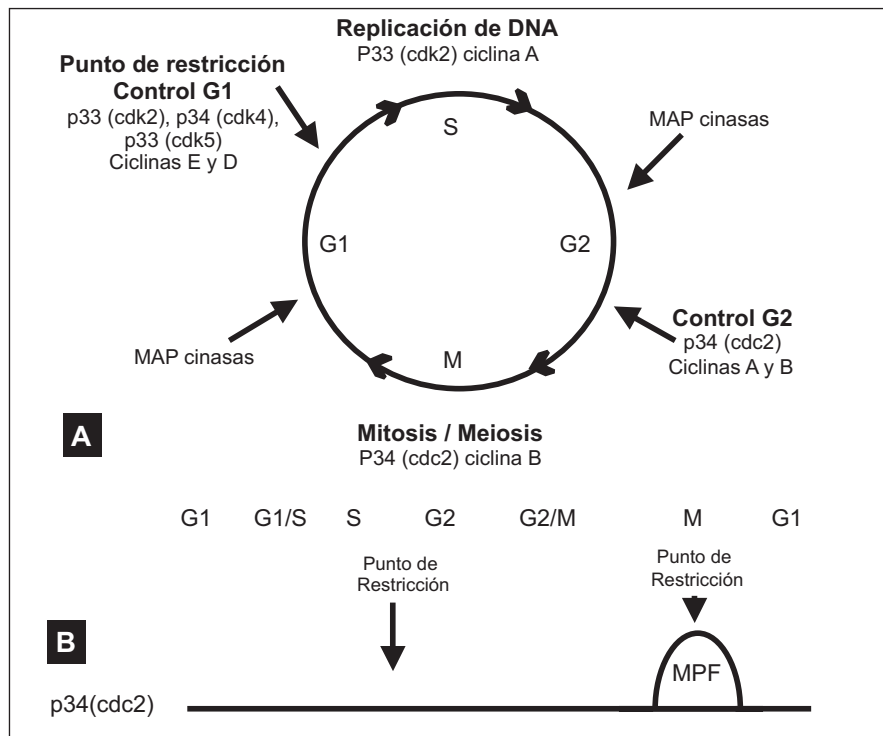 Replicación de DNA
P33 (cdk2) ciclina A
Punto de restricción
Control G1
p33 (cdk2), p34 (cdk4),
p33 (cdk5)
Ciclinas E y D
S
MAP cinasas
G1
G2
Control G2
p34 (cdc2)
Ciclinas A y B
MAP cinasas
M
A
Mitosis / Meiosis
P34 (cdc2) ciclina B
G1 G1/S S G2 G2/M M G1
Punto de
Restricción
Punto de
Restricción
B
MPF
p34(cdc2)